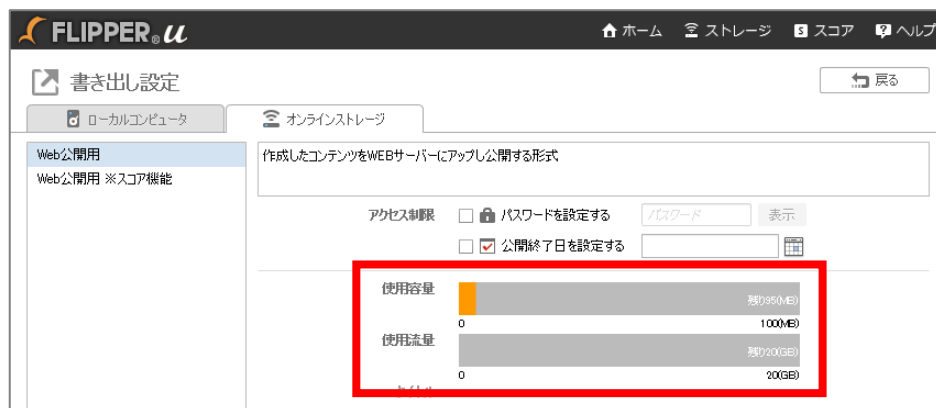 FLIPPER® u
ホーム ストレージ S スコア ? ヘルプ
書き出し設定
戻る
ローカルコンピュータ オンラインストレージ
Web公開用
Web公開用 ※スコア機能
作成したコンテンツをWEBサーバーにアップし公開する形式
アクセス制限 パスワードを設定する パスワード 表示
公開終了日を設定する
使用容量
残り95(MB)
0 100(MB)
使用流量
残り20(GB)
0 20(GB)